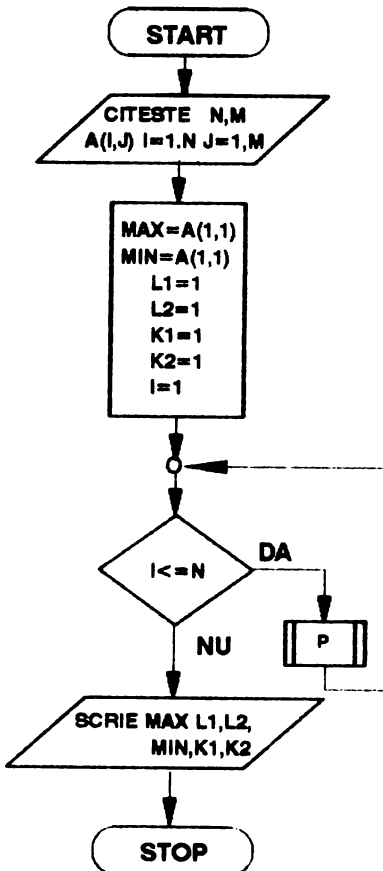 START
CITESTE N,M
A(I,J) I=1.N J=1,M
MAX=A(1,1)
MIN=A(1,1)
L1=1
L2=1
K1=1
K2=1
I=1
I<=N
DA
P
NU
SCRIE MAX L1,L2,
MIN,K1,K2
STOP